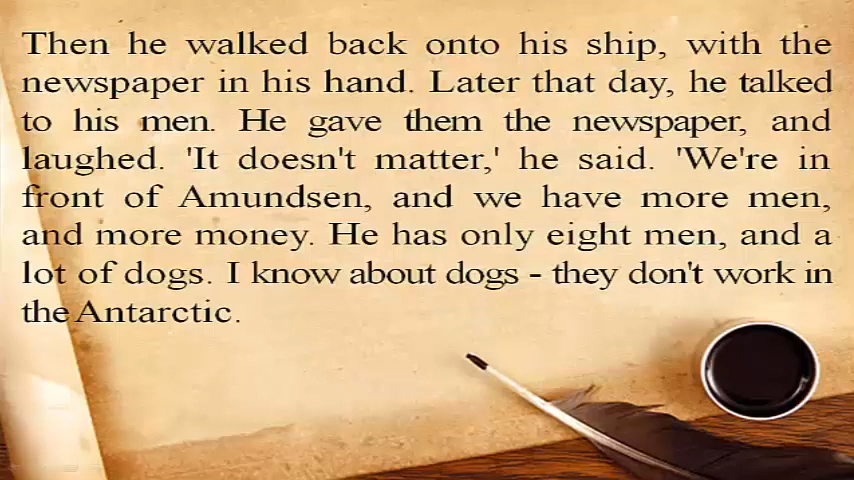 Then he walked back onto his ship, with the
newspaper in his hand. Later that day, he talked
to his men. He gave them the newspaper, and
laughed. 'It doesn't matter,' he said. 'We're in
front of Amundsen, and we have more men,
and more money. He has only eight men, and a
lot of dogs. I know about dogs - they don't work in
the Antarctic.